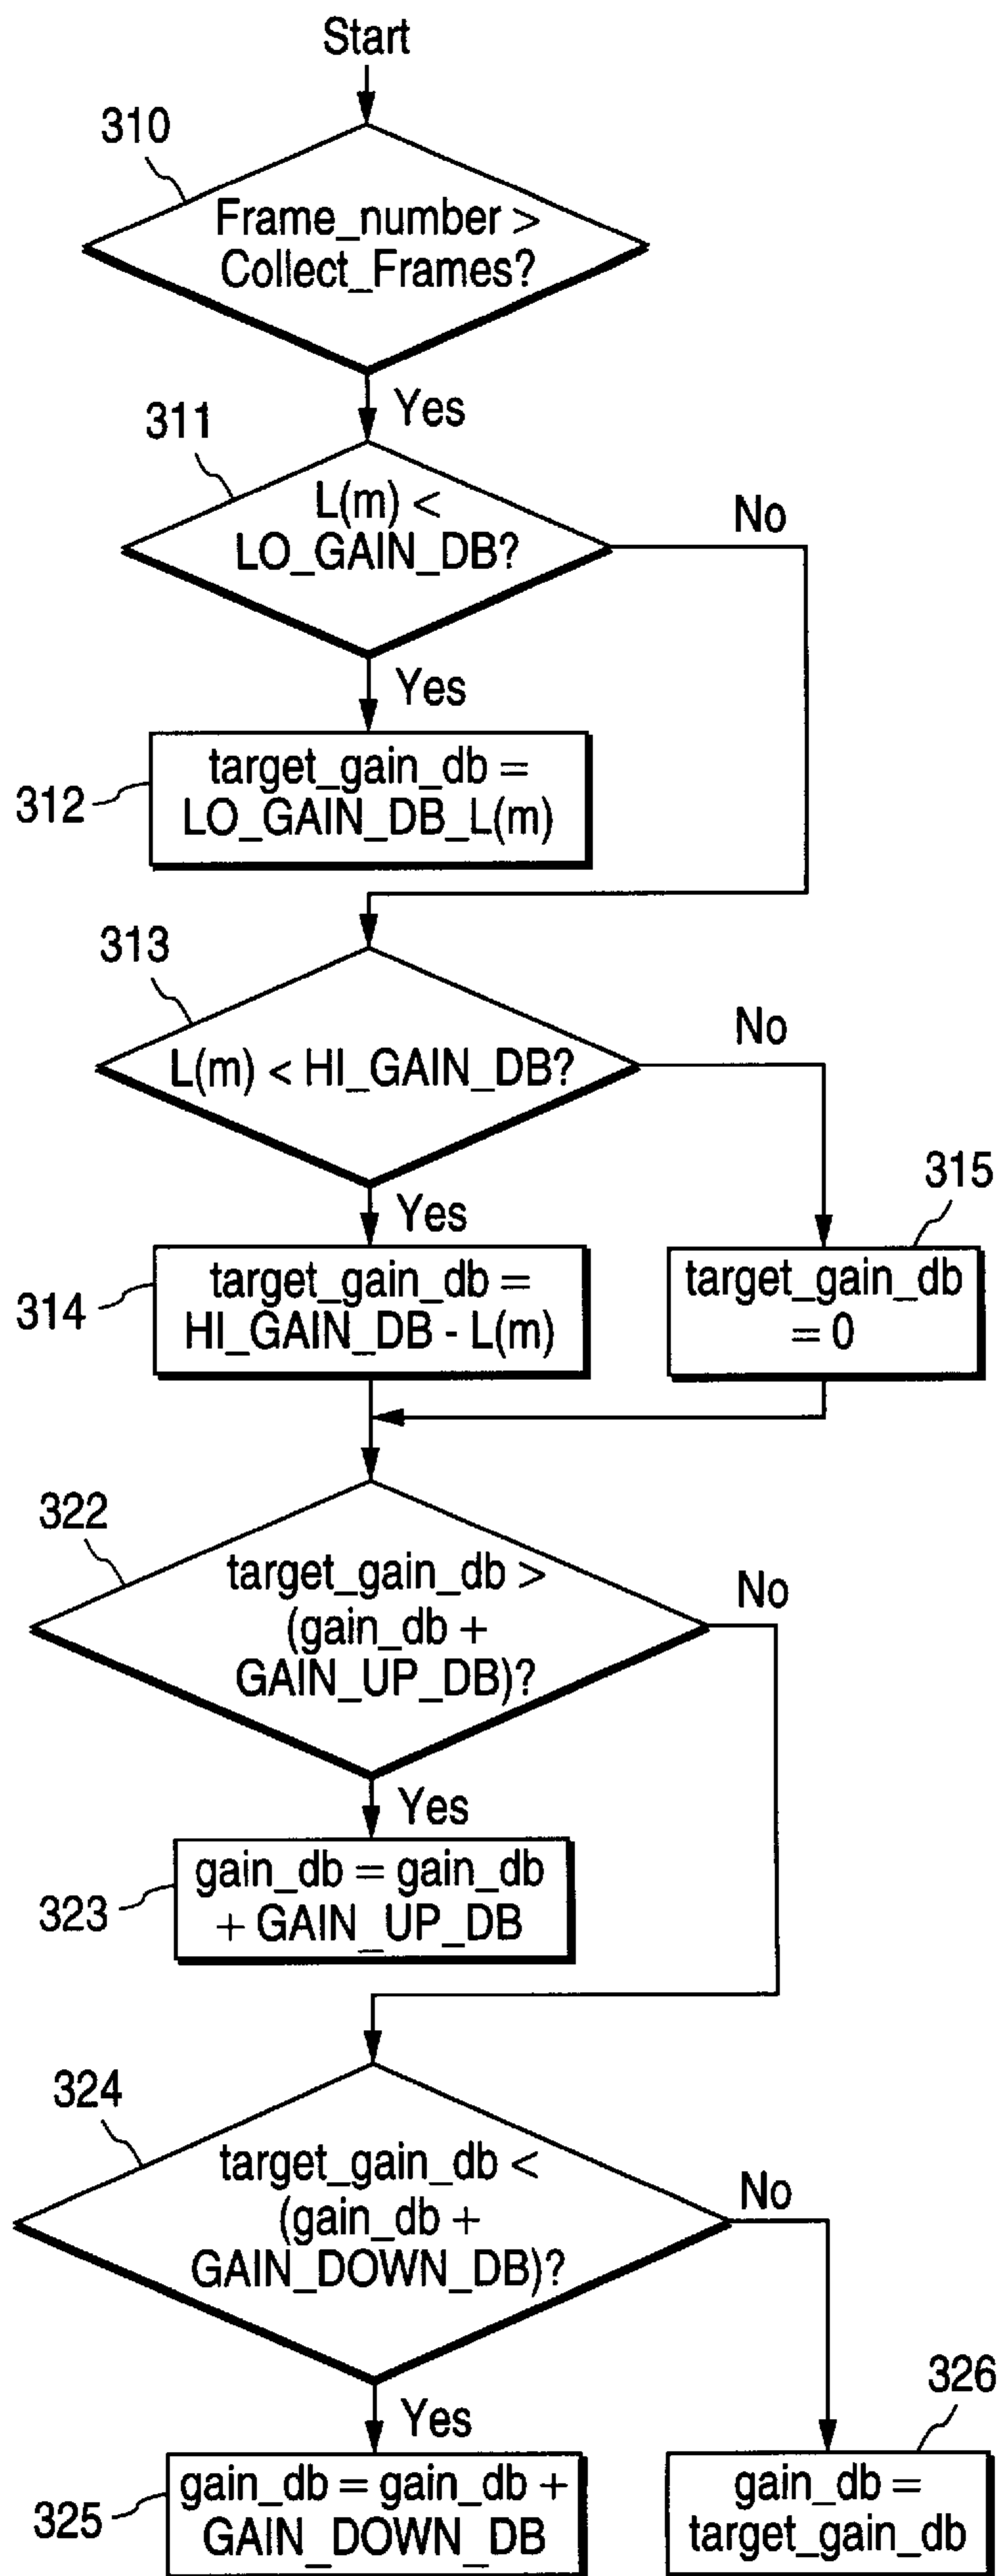 Start
310
Frame_number >
Collect_Frames?
Yes
311
L(m) <
LO_GAIN_DB?
No
Yes
312
target_gain_db =
LO_GAIN_DB_L(m)
313
L(m) < HI_GAIN_DB?
No
Yes
314
target_gain_db =
HI_GAIN_DB - L(m)
315
target_gain_db
= 0
322
target_gain_db >
(gain_db +
GAIN_UP_DB)?
No
Yes
323
gain_db = gain_db
+ GAIN_UP_DB
324
target_gain_db <
(gain_db +
GAIN_DOWN_DB)?
No
Yes
325
gain_db = gain_db +
GAIN_DOWN_DB
326
gain_db =
target_gain_db